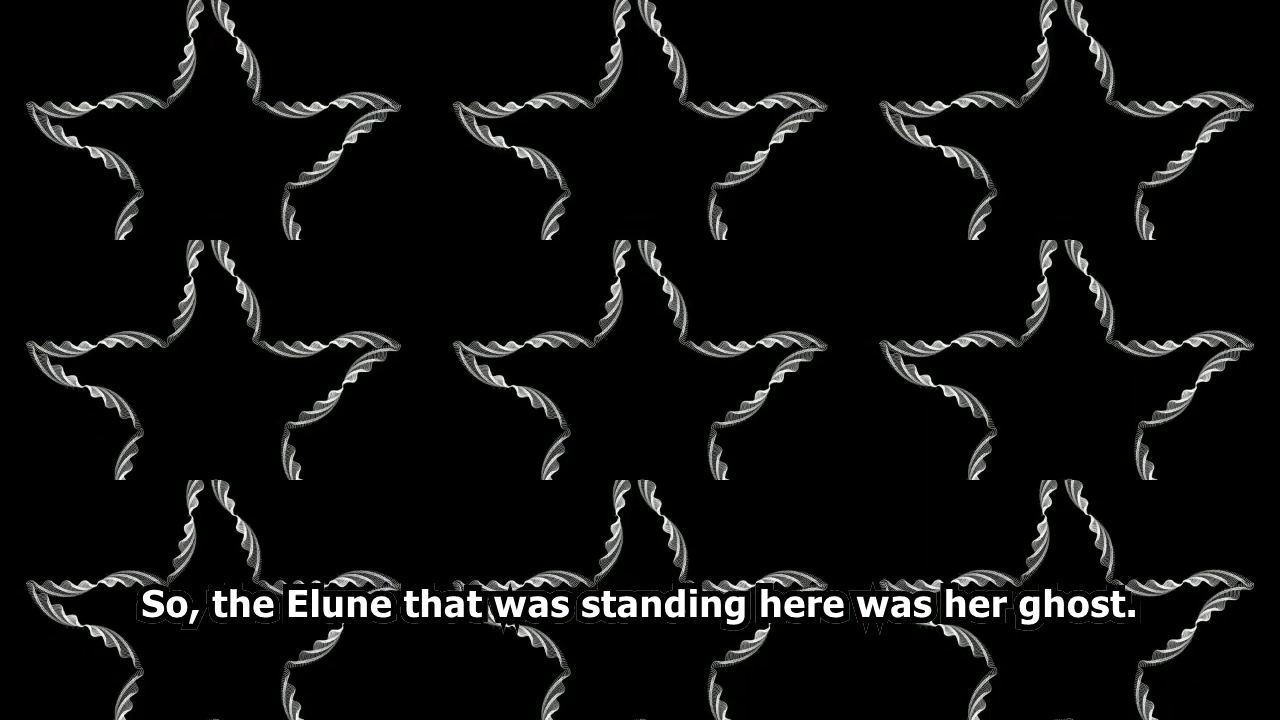 So, the Elune that was standing here was her ghost.